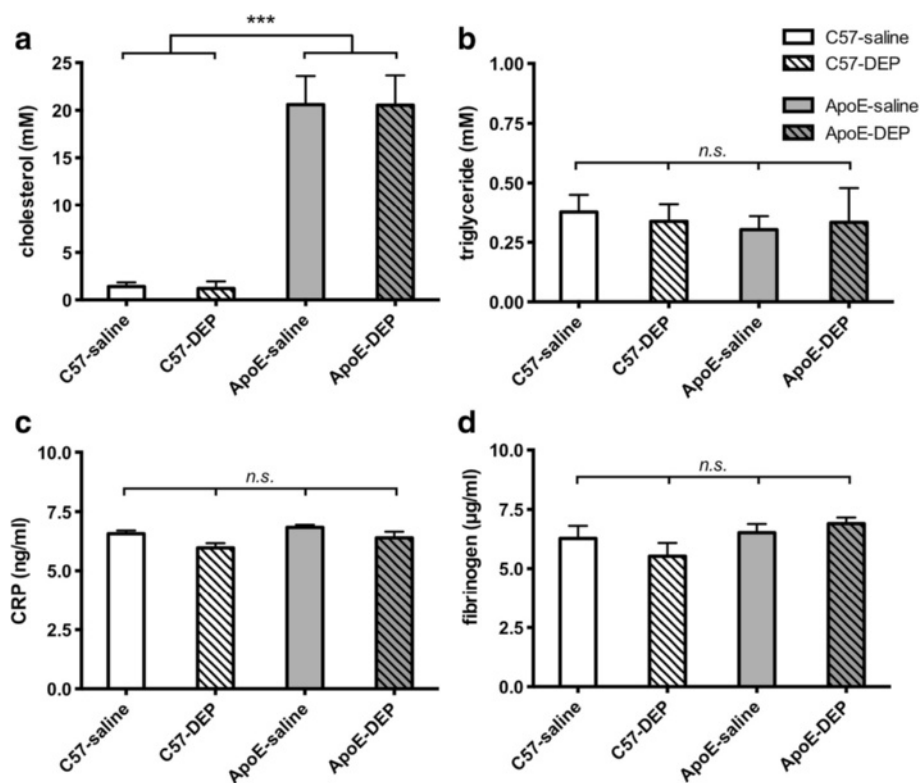 a
***
cholesterol (mM)
25
20
15
10
5
0
C57-saline
C57-DEP
ApoE-saline
ApoE-DEP
b
C57-saline
C57-DEP
ApoE-saline
ApoE-DEP
n.s.
triglyceride (mM)
1.00
0.75
0.50
0.25
0.00
C57-saline
C57-DEP
ApoE-saline
ApoE-DEP
c
n.s.
CRP (ng/ml)
10.0
7.5
5.0
2.5
0.0
C57-saline
C57-DEP
ApoE-saline
ApoE-DEP
d
n.s.
fibrinogen (µg/ml)
10.0
7.5
5.0
2.5
0.0
C57-saline
C57-DEP
ApoE-saline
ApoE-DEP